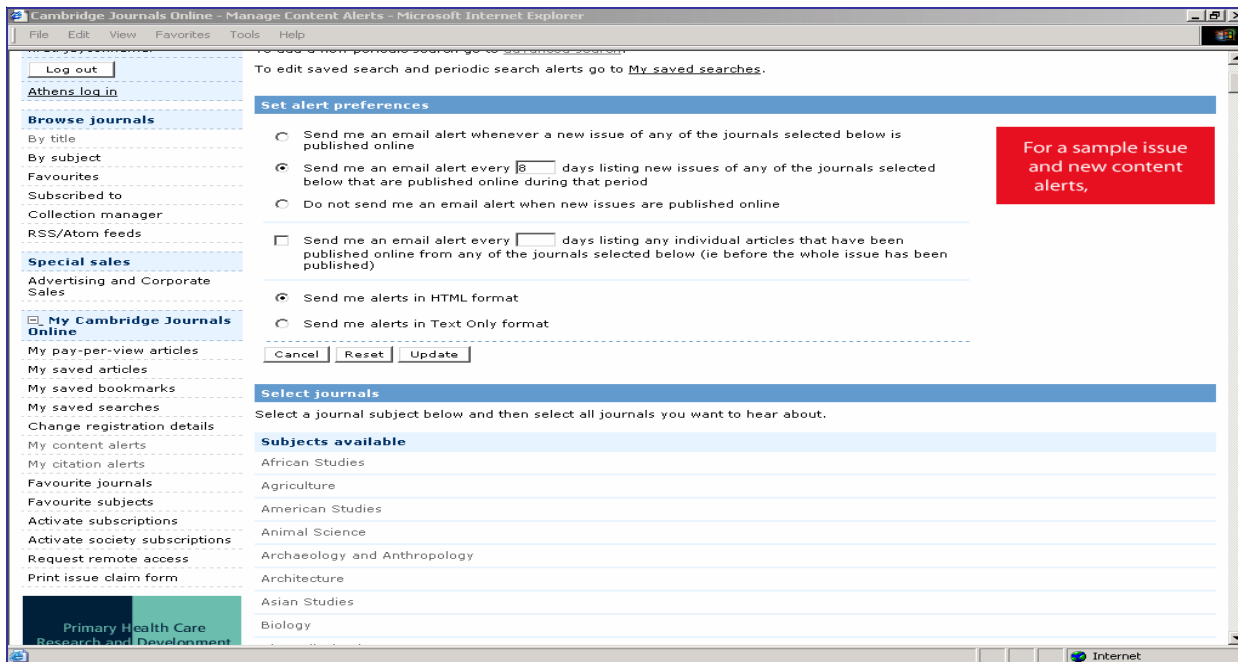 Cambridge Journals Online - Manage Content Alerts - Microsoft Internet Explorer
File Edit View Favorites Tools Help
Log out
Athens log in
Browse journals
By title
By subject
Favourites
Subscribed to
Collection manager
RSS/Atom feeds
Special sales
Advertising and Corporate
Sales
My Cambridge Journals
Online
My pay-per-view articles
My saved articles
My saved bookmarks
My saved searches
Change registration details
My content alerts
My citation alerts
Favourite journals
Favourite subjects
Activate subscriptions
Activate society subscriptions
Request remote access
Print issue claim form
Primary Health Care
Research and Development
To add a new periodic search go to advanced search.
To edit saved search and periodic search alerts go to My saved searches.
Set alert preferences
Send me an email alert whenever a new issue of any of the journals selected below is
published online
Send me an email alert every 8 days listing new issues of any of the journals selected
below that are published online during that period
Do not send me an email alert when new issues are published online
Send me an email alert every days listing any individual articles that have been
published online from any of the journals selected below (ie before the whole issue has been
published)
Send me alerts in HTML format
Send me alerts in Text Only format
Cancel Reset Update
Select journals
Select a journal subject below and then select all journals you want to hear about.
Subjects available
African Studies
Agriculture
American Studies
Animal Science
Archaeology and Anthropology
Architecture
Asian Studies
Biology
For a sample issue
and new content
alerts,
Internet